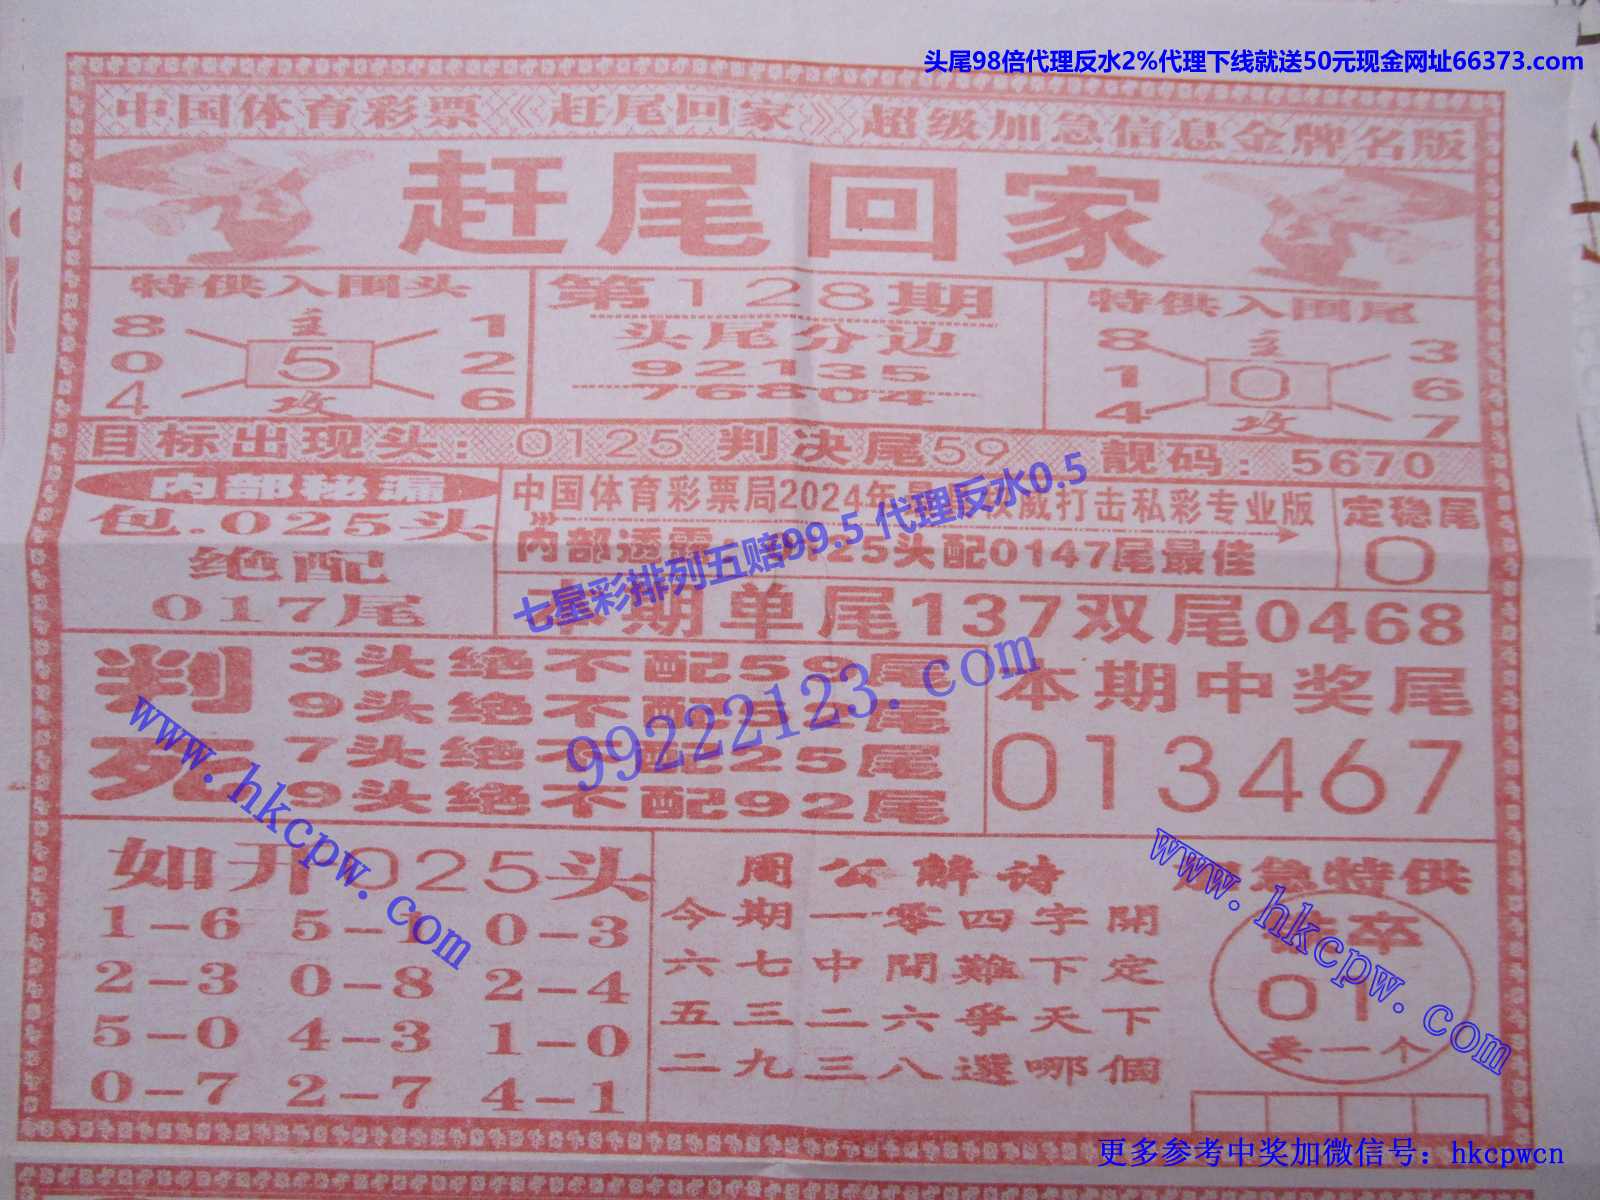 头尾98倍代理反水2%代理下线就送50元现金网址66373.com
中国体育彩票《赶尾回家》超级加急信息金牌名版
赶尾回家
特供入围头
8 主 1
0 5 2
4 攻 6
第128期
头尾分边
92135
76804
特供入围尾
8 主 3
1 0 6
4 攻 7
目标出现头：0125 判决尾59 靓码：5670
内部秘漏
包.025头
绝配
017尾
中国体育彩票局2024年 威打击私彩专业版
内部透露 25头配0147尾最佳
定稳尾
0
七星彩排列五赔99.5 代理反水0.5
本期单尾137双尾0468
判死
3头绝不配59尾
9头绝不配 尾
7头绝不配25尾
9头绝不配92尾
99222123.com
本期中奖尾
013467
www.hkcpw.com
如开025头
1-6 5-1 0-3
2-3 0-8 2-4
5-0 4-3 1-0
0-7 2-7 4-1
周公解诗
今期一零四字開
六七中間難下定
五三二六爭天下
二九三八選哪個
急特供
卒
01
要一个
www.hkcpw.com
更多参考中奖加微信号：hkcpwcn